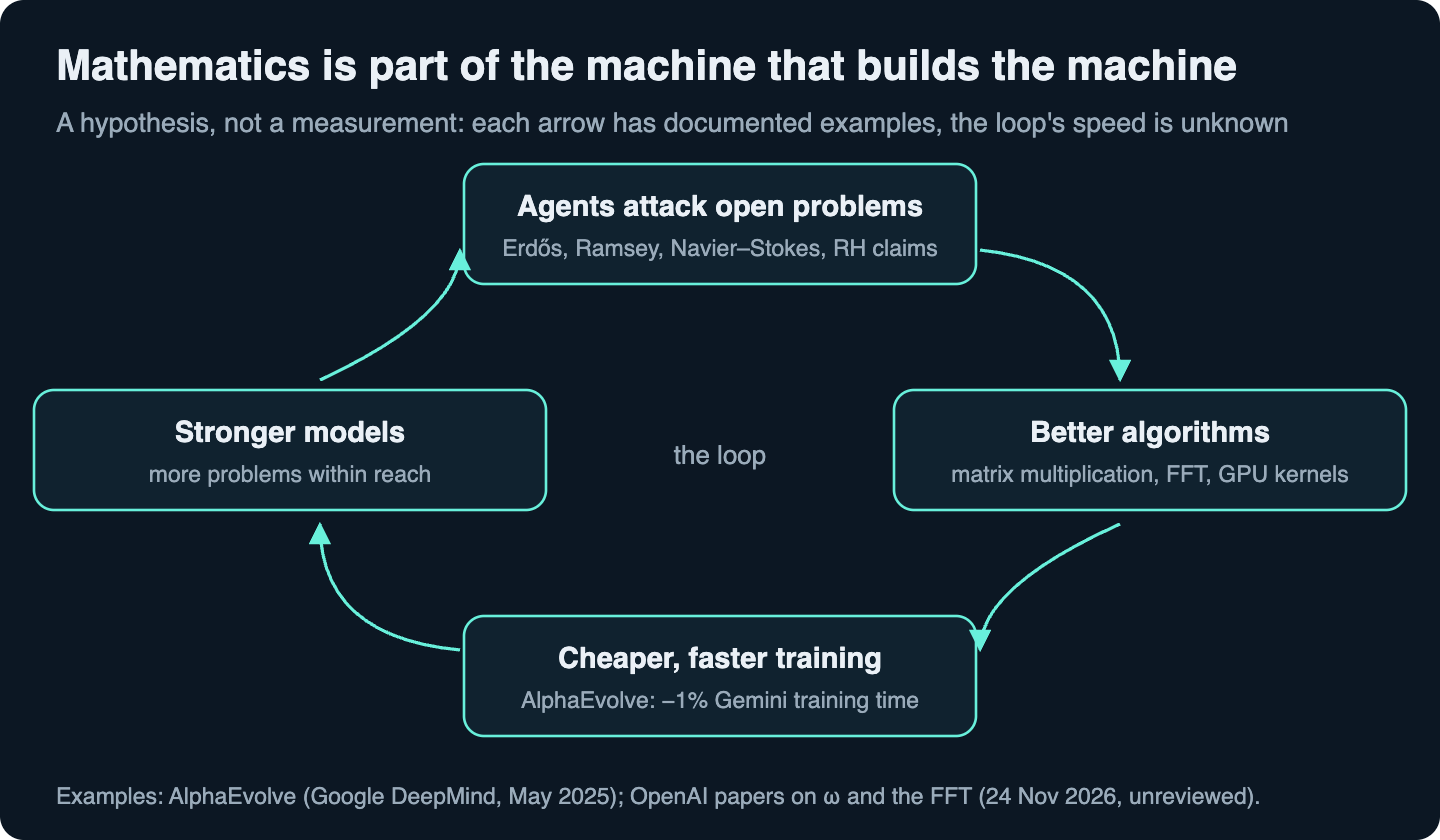 Mathematics is part of the machine that builds the machine
A hypothesis, not a measurement: each arrow has documented examples, the loop's speed is unknown
Agents attack open problems
Erdős, Ramsey, Navier–Stokes, RH claims
Stronger models
more problems within reach
the loop
Better algorithms
matrix multiplication, FFT, GPU kernels
Cheaper, faster training
AlphaEvolve: −1% Gemini training time
Examples: AlphaEvolve (Google DeepMind, May 2025); OpenAI papers on ω and the FFT (24 Nov 2026, unreviewed).